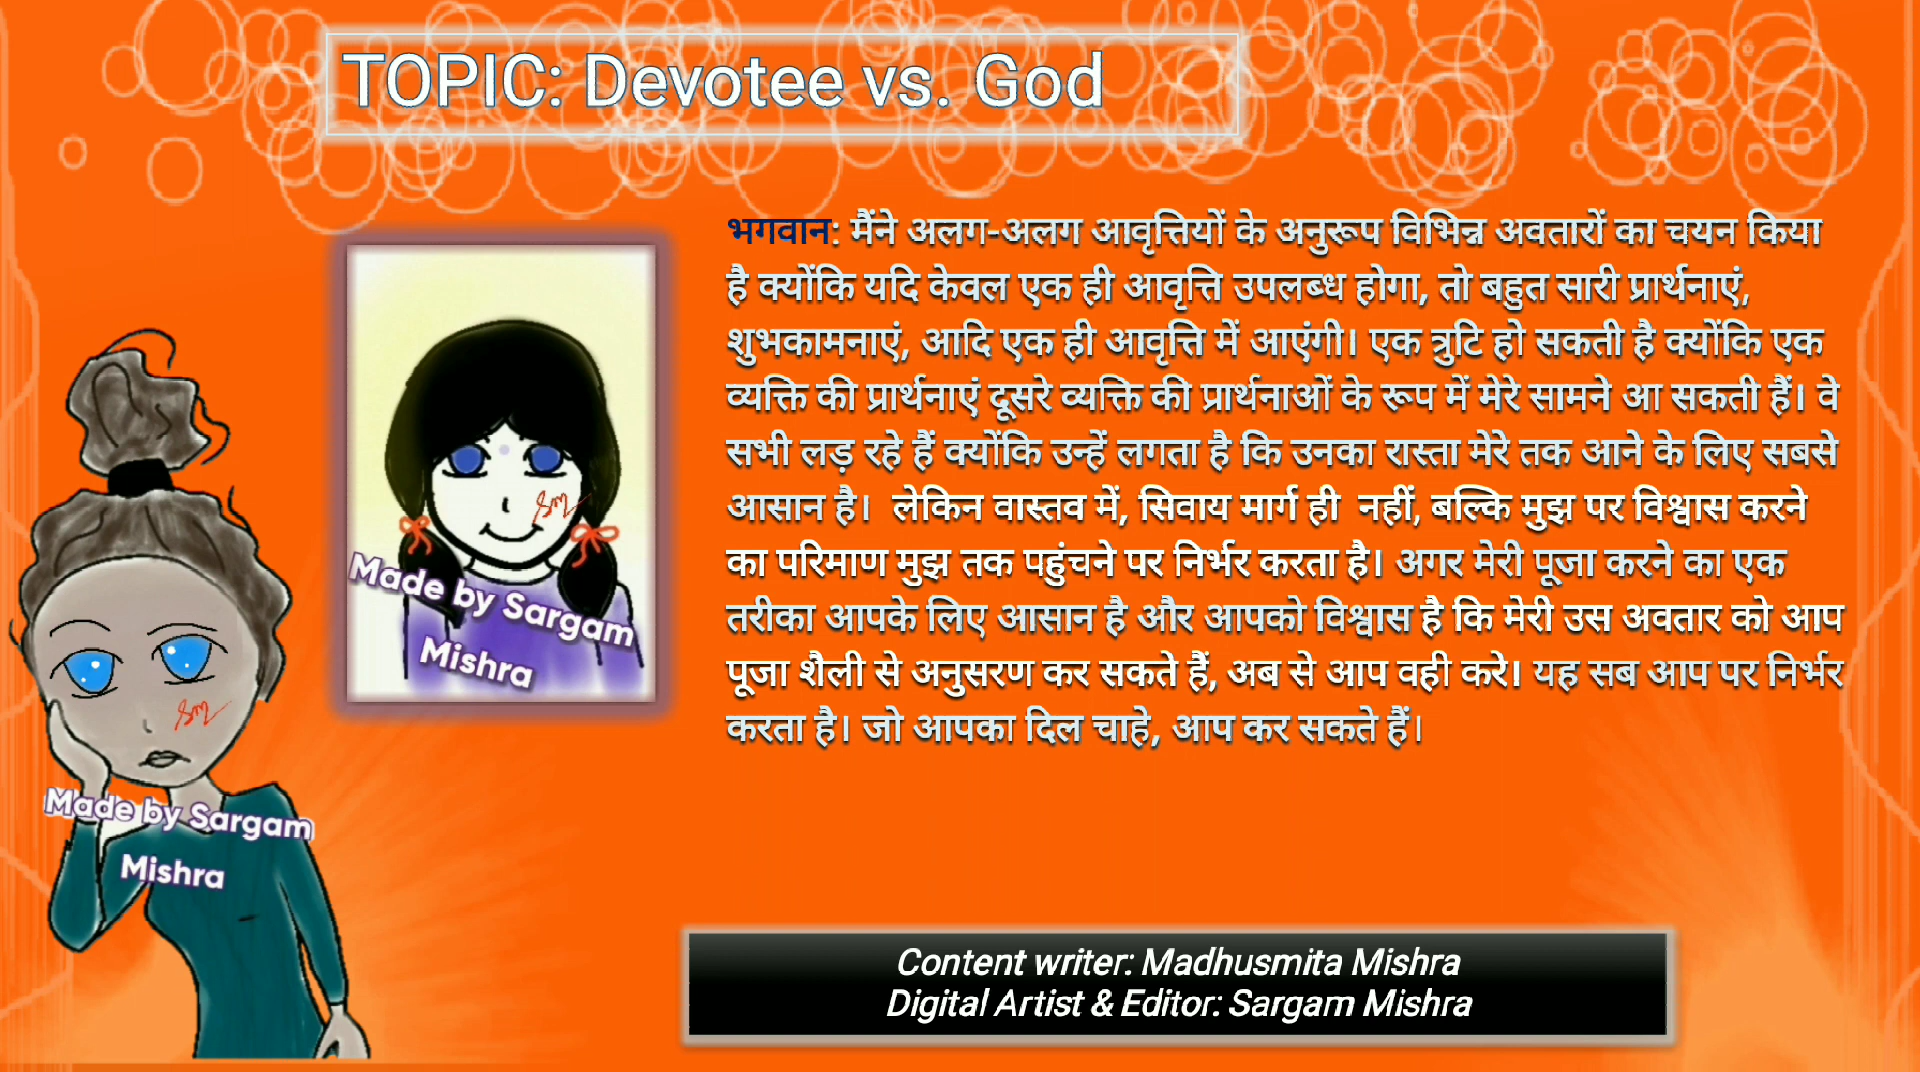 TOPIC: Devotee vs. God
भगवान: मैंने अलग-अलग आवृत्तियों के अनुरूप विभिन्न अवतारों का चयन किया
है क्योंकि यदि केवल एक ही आवृत्ति उपलब्ध होगा, तो बहुत सारी प्रार्थनाएं,
शुभकामनाएं, आदि एक ही आवृत्ति में आएंगी। एक त्रुटि हो सकती है क्योंकि एक
व्यक्ति की प्रार्थनाएं दूसरे व्यक्ति की प्रार्थनाओं के रूप में मेरे सामने आ सकती हैं। वे
सभी लड़ रहे हैं क्योंकि उन्हें लगता है कि उनका रास्ता मेरे तक आने के लिए सबसे
आसान है। लेकिन वास्तव में, सिवाय मार्ग ही नहीं, बल्कि मुझ पर विश्वास करने
का परिमाण मुझ तक पहुंचने पर निर्भर करता है। अगर मेरी पूजा करने का एक
तरीका आपके लिए आसान है और आपको विश्वास है कि मेरी उस अवतार को आप
पूजा शैली से अनुसरण कर सकते हैं, अब से आप वही करे। यह सब आप पर निर्भर
करता है। जो आपका दिल चाहे, आप कर सकते हैं।
Sm
Made by Sargam
Mishra
Sm
Made by Sargam
Mishra
Content writer: Madhusmita Mishra
Digital Artist & Editor: Sargam Mishra